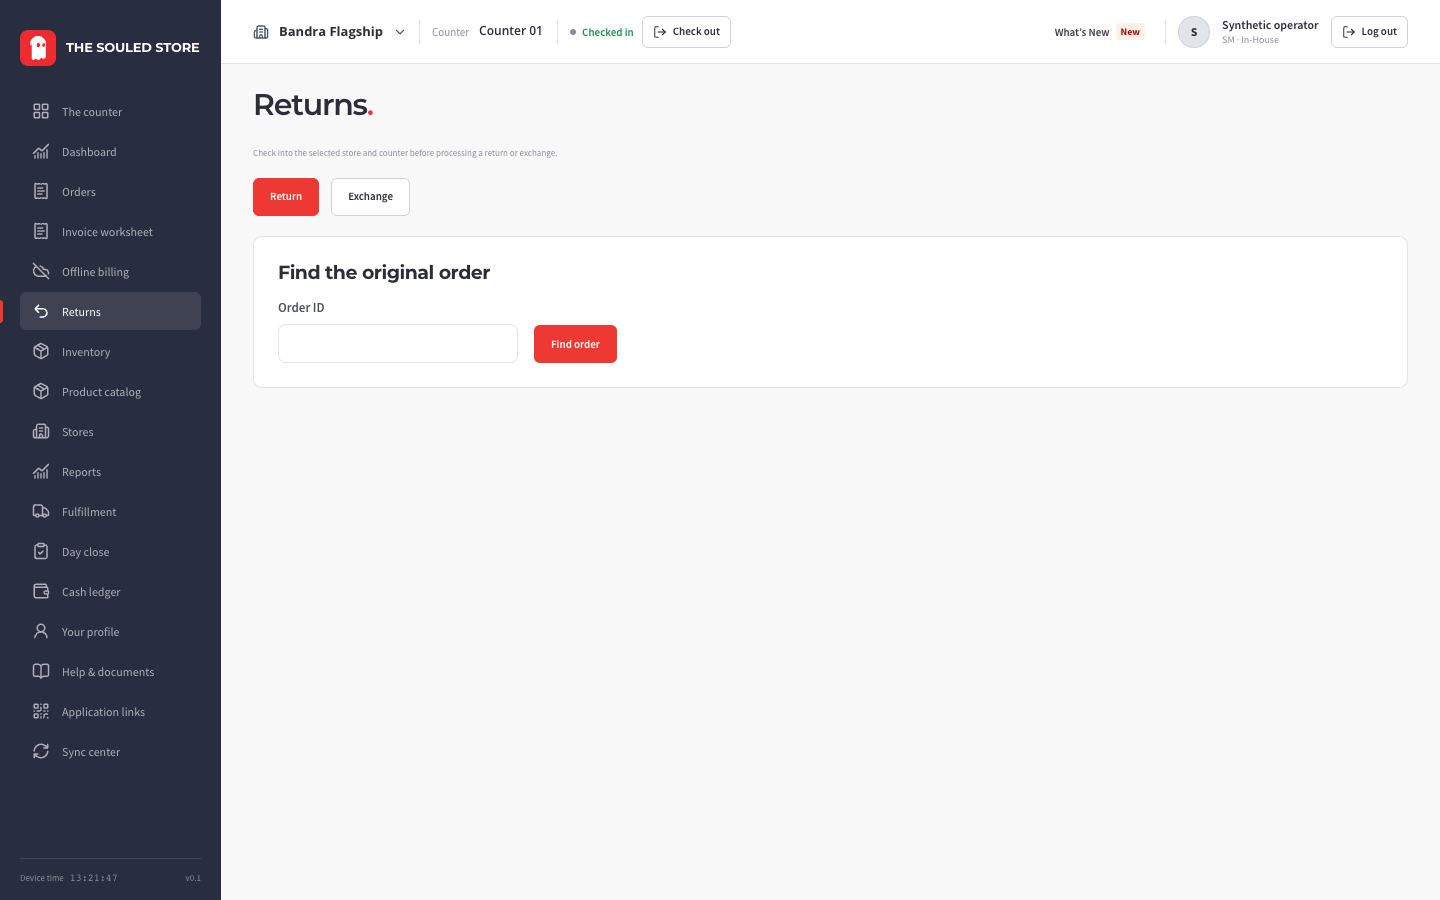 THE SOULED STORE
The counter
Dashboard
Orders
Invoice worksheet
Offline billing
Returns
Inventory
Product catalog
Stores
Reports
Fulfillment
Day close
Cash ledger
Your profile
Help & documents
Application links
Sync center
Device time 13:21:47 v0.1
Bandra Flagship Counter Counter 01 Checked in Check out What's New New S Synthetic operator Log out
SM · In-House
Returns.
Check into the selected store and counter before processing a return or exchange.
Return Exchange
Find the original order
Order ID
Find order